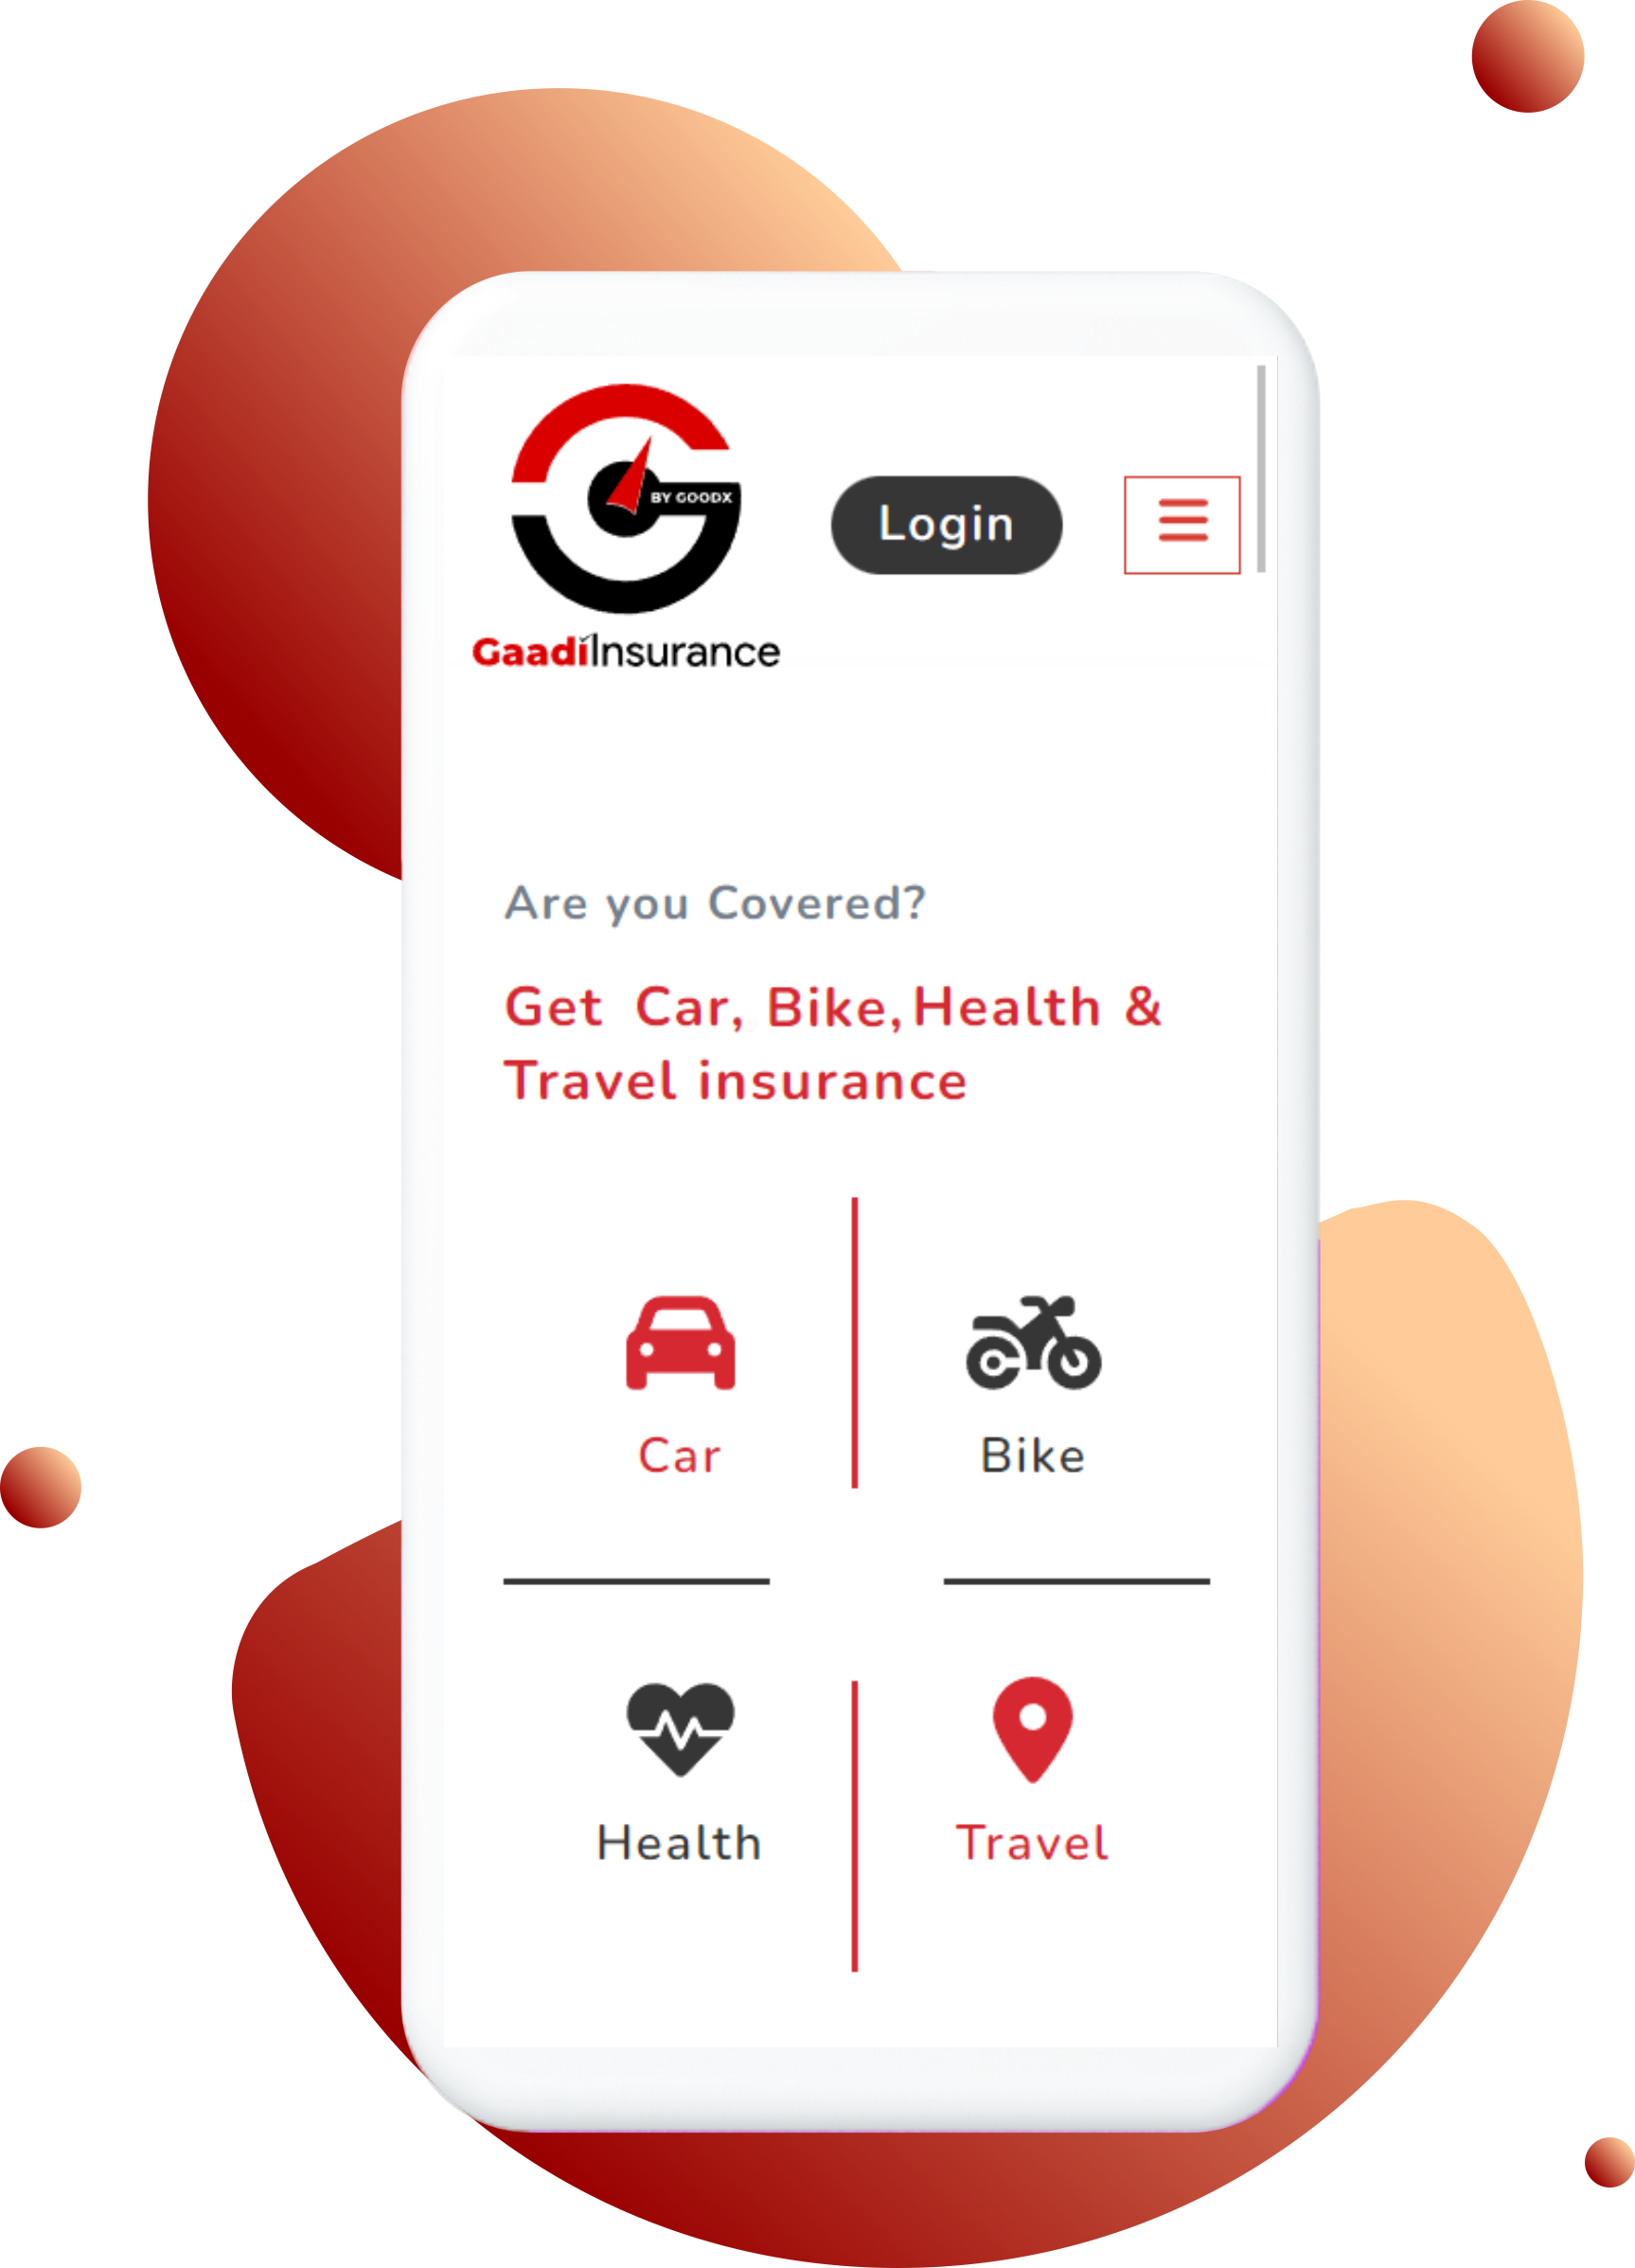 BY GOODX
GaadiInsurance
Login
Are you Covered?
Get Car, Bike, Health &
Travel insurance
Car
Bike
Health
Travel